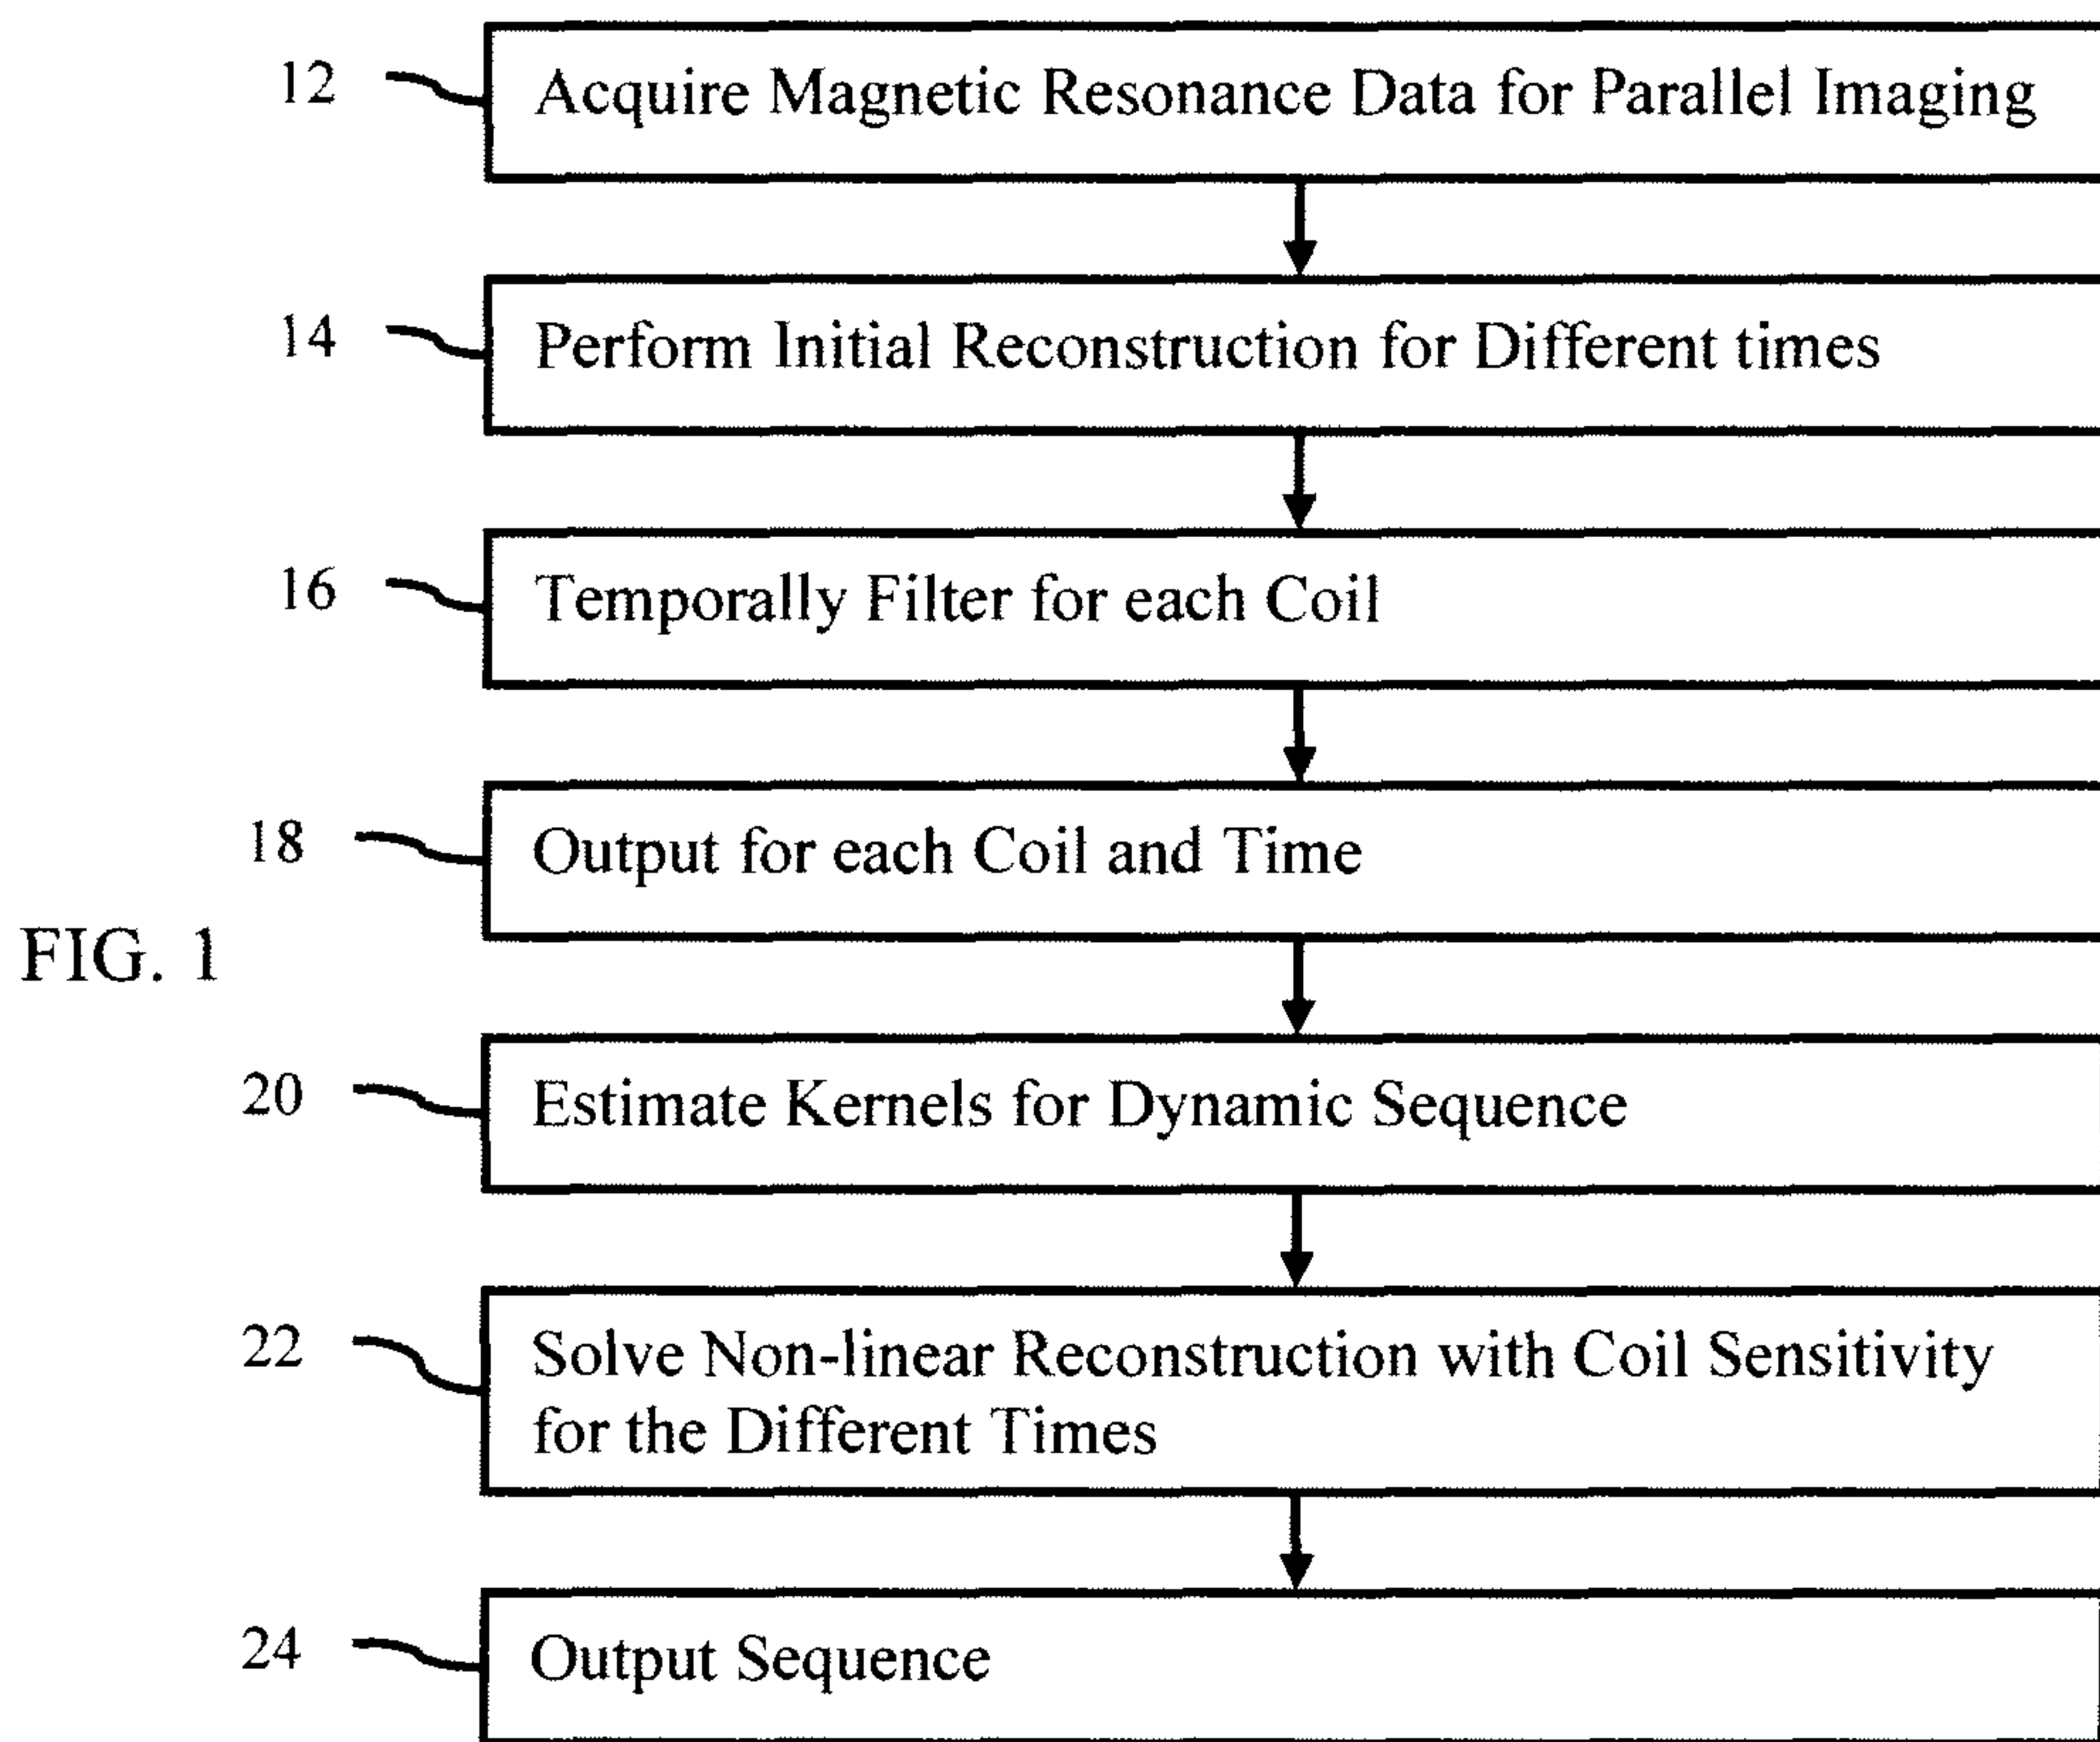 12
Acquire Magnetic Resonance Data for Parallel Imaging
14
Perform Initial Reconstruction for Different times
16
Temporally Filter for each Coil
18
Output for each Coil and Time
FIG. 1
20
Estimate Kernels for Dynamic Sequence
22
Solve Non-linear Reconstruction with Coil Sensitivity
for the Different Times
24
Output Sequence